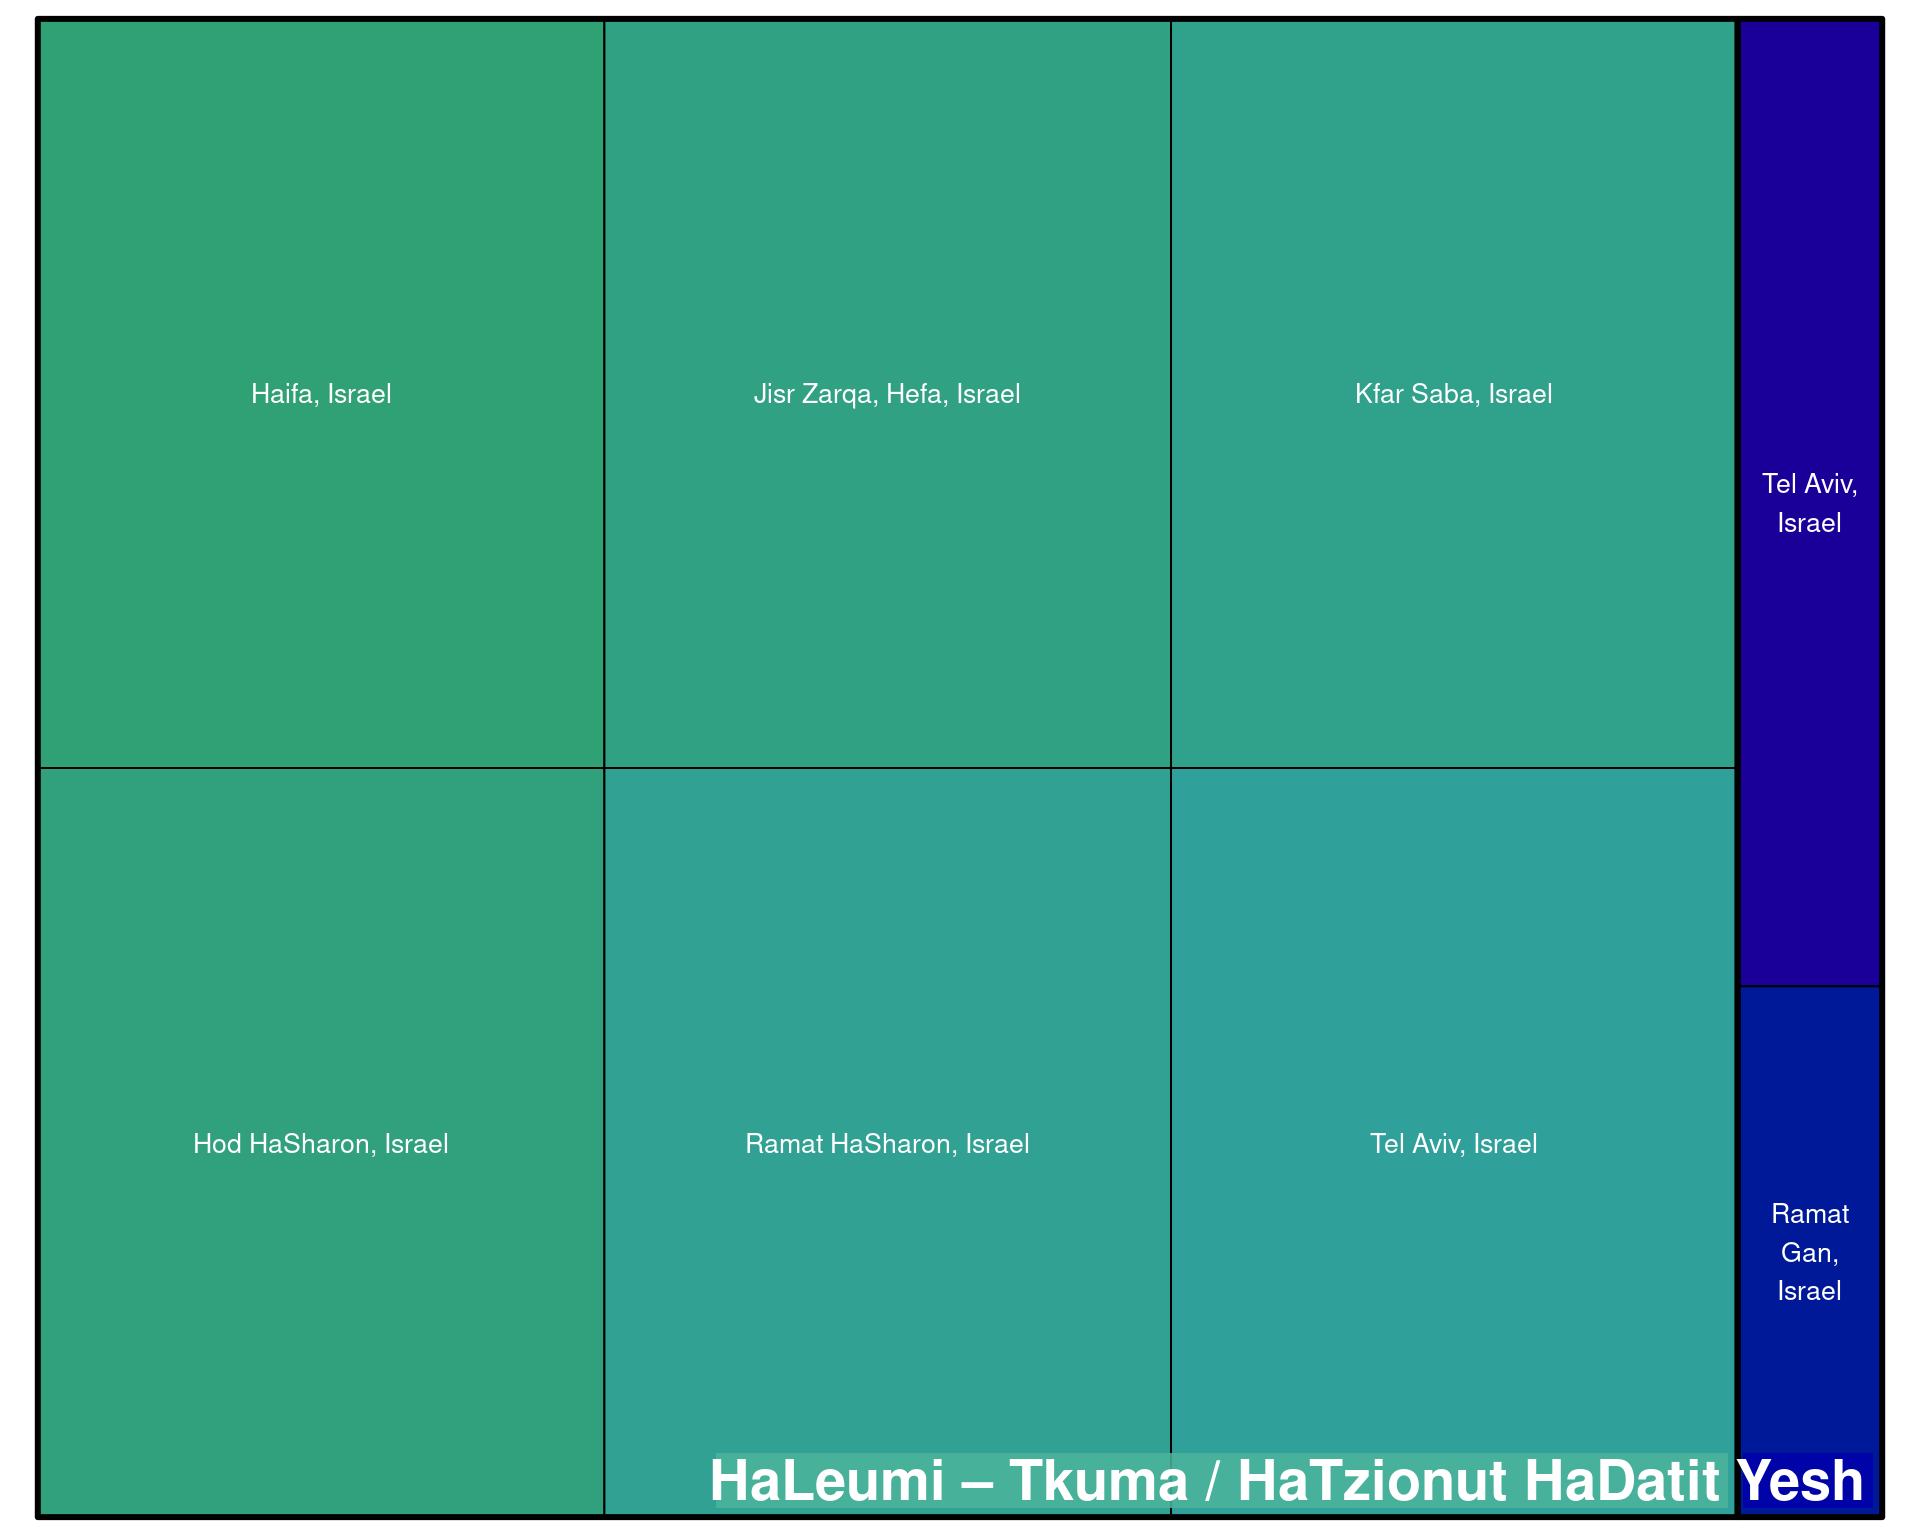 Haifa, Israel
Jisr Zarqa, Hefa, Israel
Kfar Saba, Israel
Tel Aviv,
Israel
Hod HaSharon, Israel
Ramat HaSharon, Israel
Tel Aviv, Israel
Ramat
Gan,
Israel
HaLeumi – Tkuma / HaTzionut HaDatit
Yesh